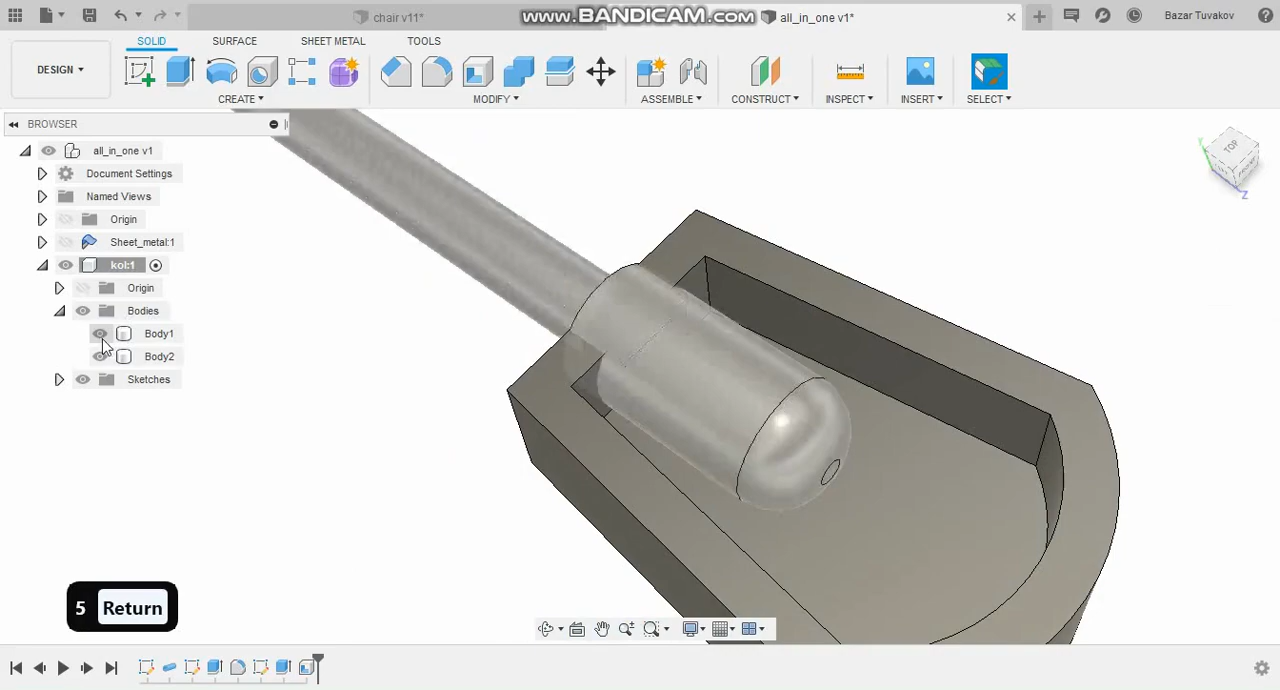 chair v11*
www.BANDICAM.com
all_in_one v1*
Bazar Tuvakov
DESIGN
SOLID
SURFACE
SHEET METAL
TOOLS
CREATE
MODIFY
ASSEMBLE
CONSTRUCT
INSPECT
INSERT
SELECT
BROWSER
all_in_one v1
Document Settings
Named Views
Origin
Sheet_metal:1
kol:1
Origin
Bodies
Body1
Body2
Sketches
TOP
Y
Z
5 Return